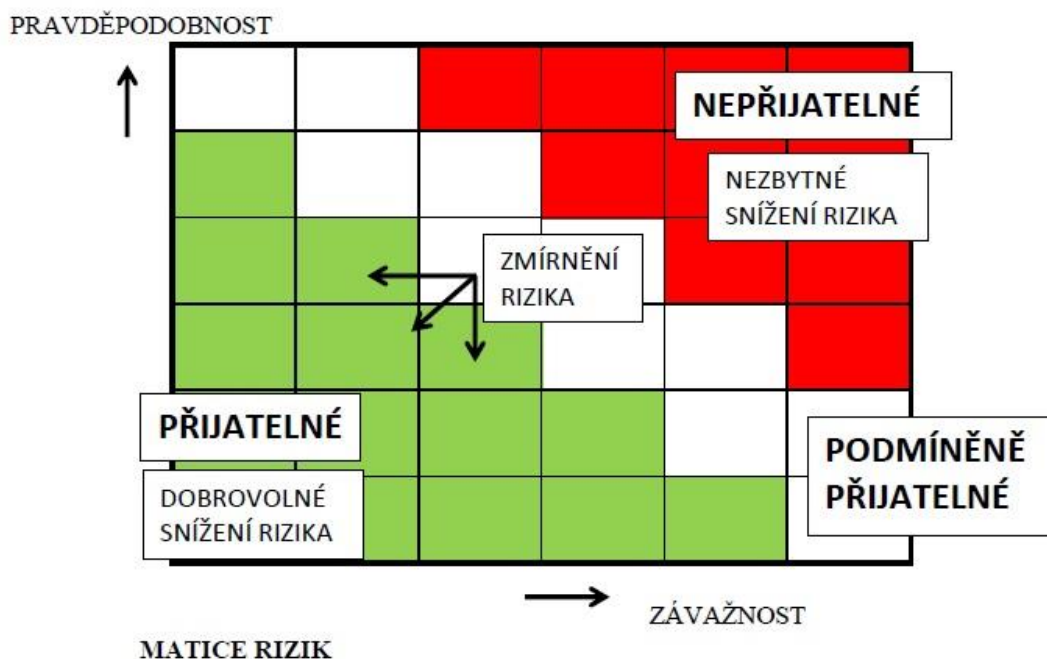 PRAVDĚPODOBNOST
NEPŘIJATELNÉ
NEZBYTNÉ
SNÍŽENÍ RIZIKA
ZMÍRNĚNÍ
RIZIKA
PŘIJATELNÉ
DOBROVOLNÉ
SNÍŽENÍ RIZIKA
PODMÍNĚNĚ
PŘIJATELNÉ
ZÁVAŽNOST
MATICE RIZIK